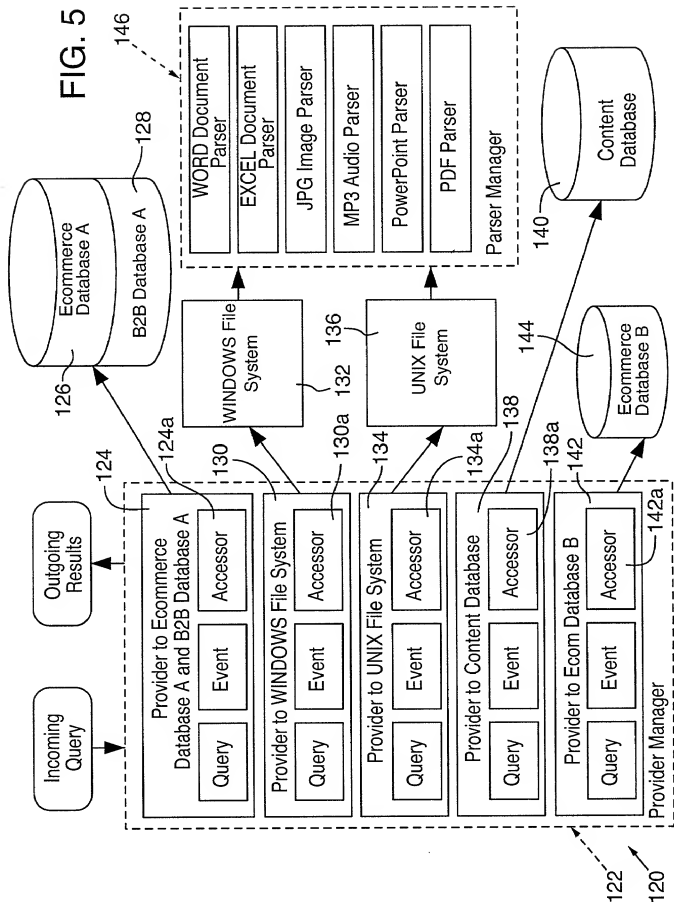 FIG. 5
146
Incoming
Query
Outgoing
Results
124
Provider to Ecommerce
Database A and B2B Database A
Query
Event
Accessor
124a
126
Ecommerce
Database A
B2B Database A
128
130
Provider to WINDOWS File System
Query
Event
Accessor
130a
WINDOWS File
System
132
134
Provider to UNIX File System
Query
Event
Accessor
134a
136
UNIX File
System
138
Provider to Content Database
Query
Event
Accessor
138a
140
Content
Database
142
Provider to Ecom Database B
Query
Event
Accessor
142a
144
Ecommerce
Database B
Provider Manager
122
120
WORD Document
Parser
EXCEL Document
Parser
JPG Image Parser
MP3 Audio Parser
PowerPoint Parser
PDF Parser
Parser Manager